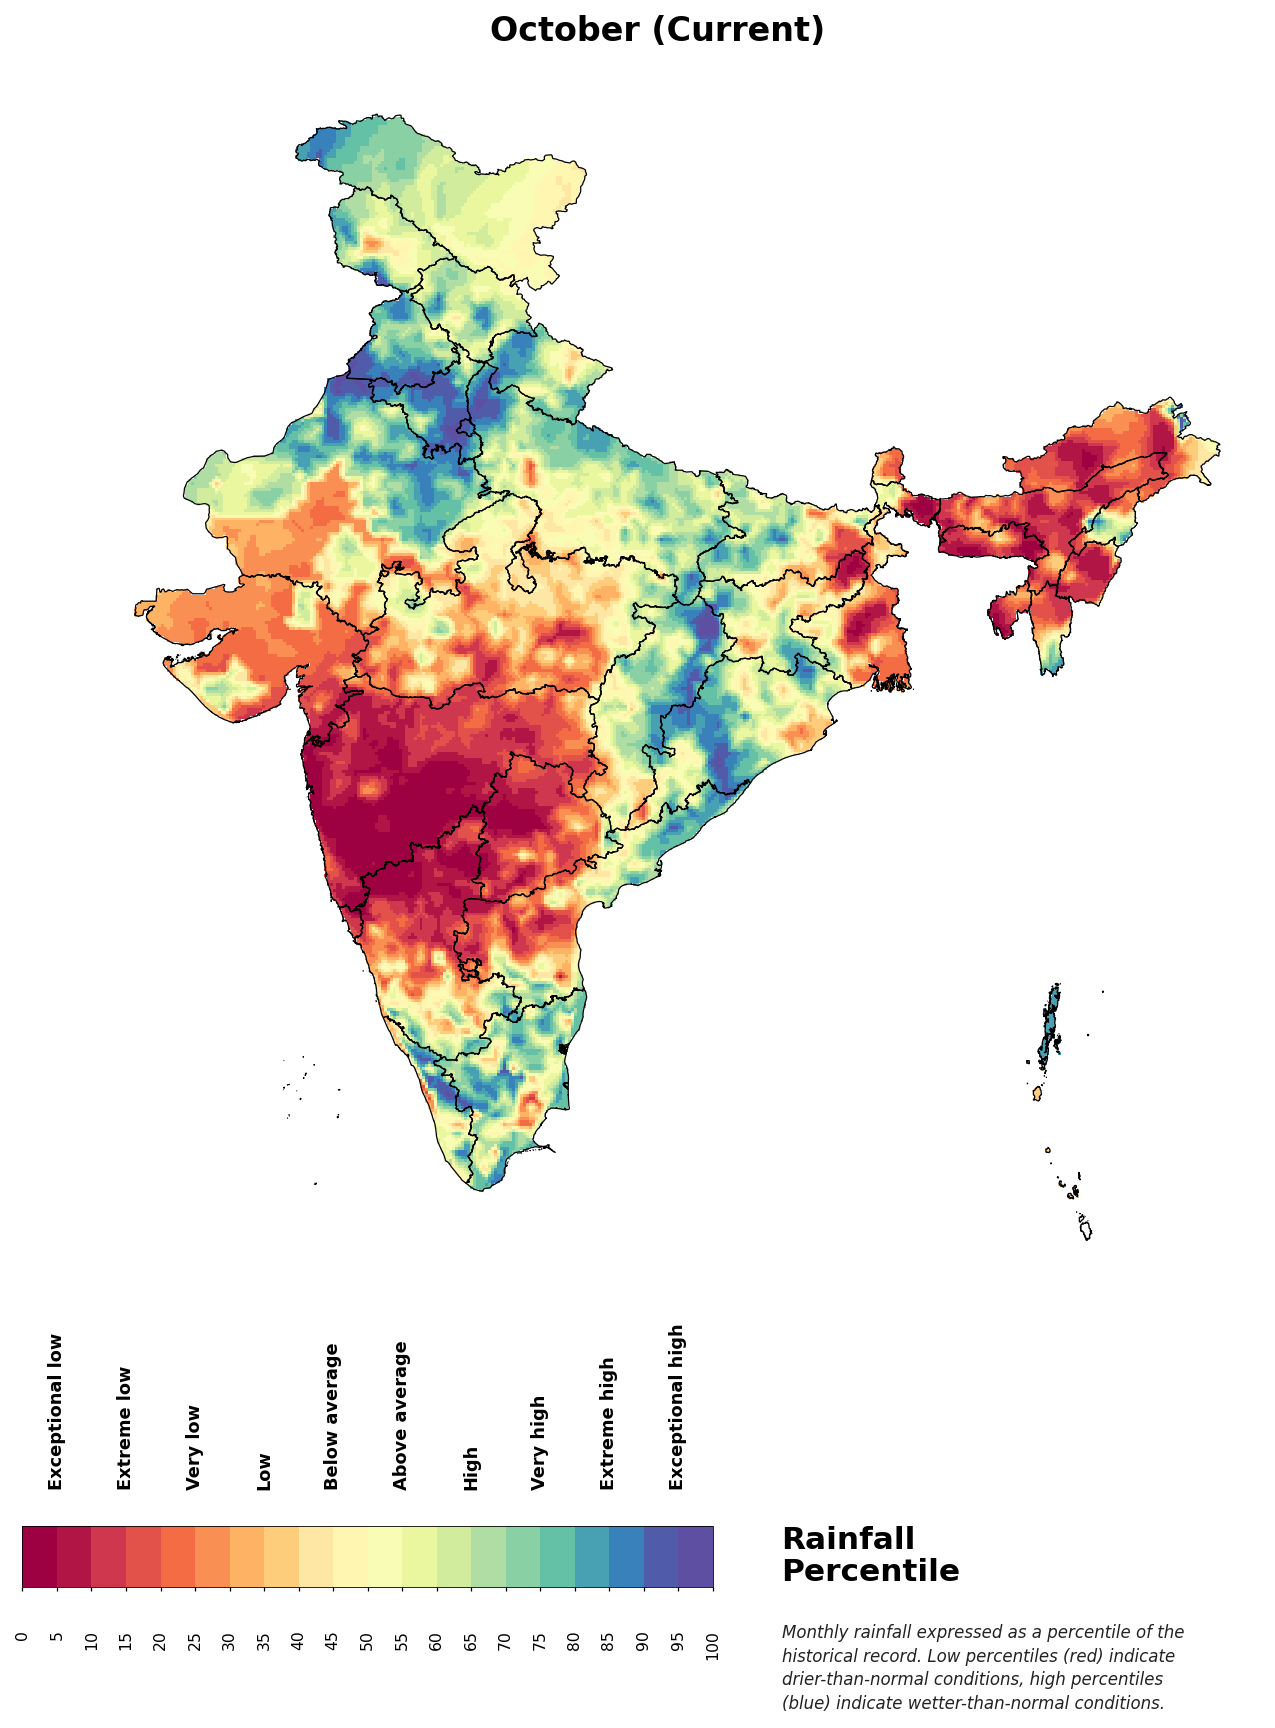 October (Current)
Exceptional low
Extreme low
Very low
Low
Below average
Above average
High
Very high
Extreme high
Exceptional high
0
5
10
15
20
25
30
35
40
45
50
55
60
65
70
75
80
85
90
95
100
Rainfall
Percentile
Monthly rainfall expressed as a percentile of the
historical record. Low percentiles (red) indicate
drier-than-normal conditions, high percentiles
(blue) indicate wetter-than-normal conditions.